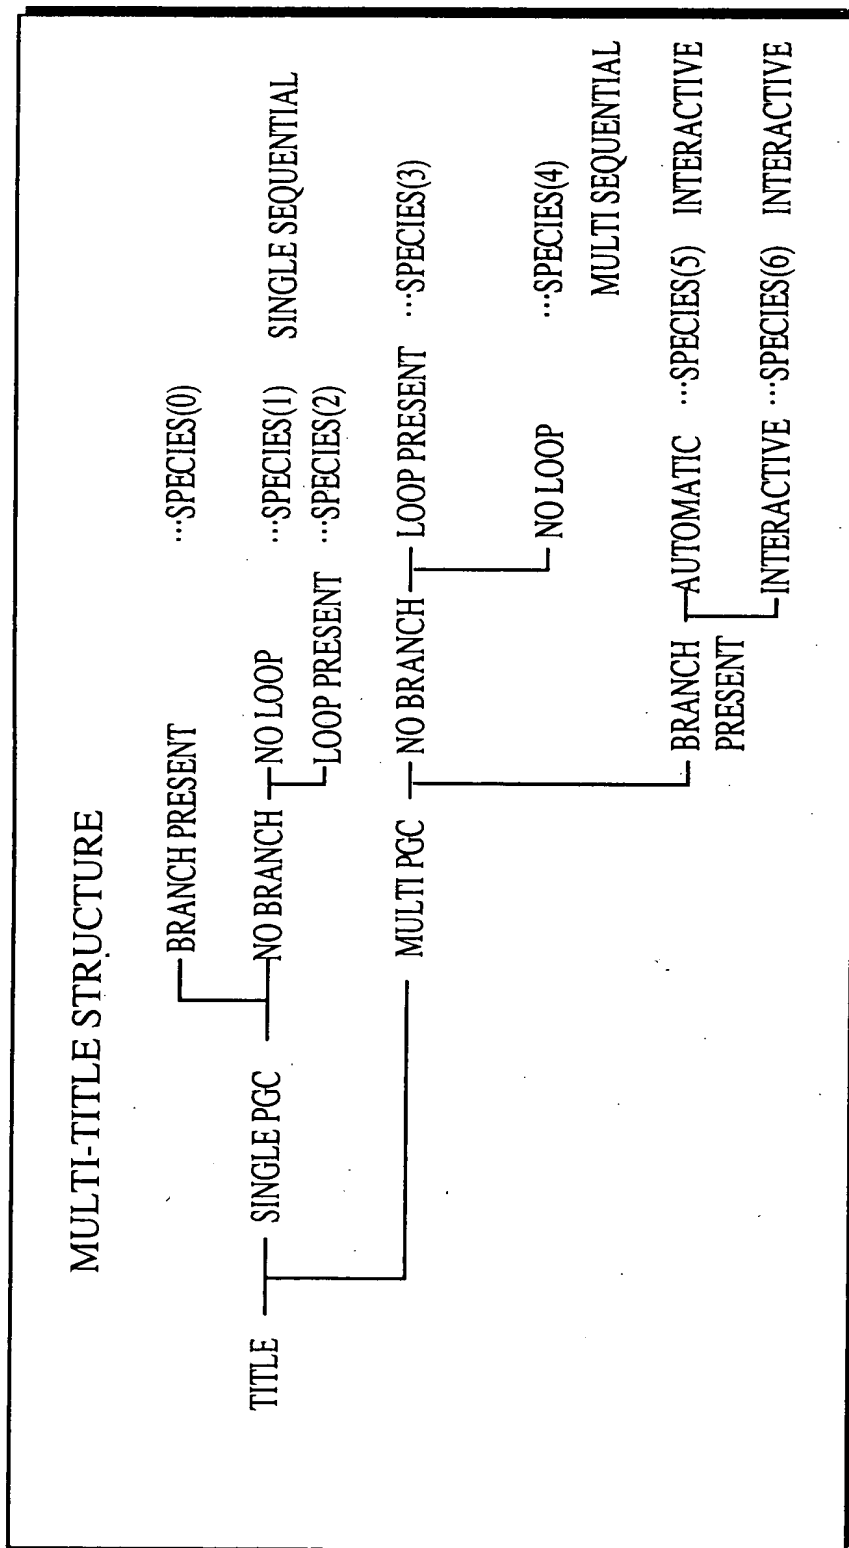 MULTI-TITLE STRUCTURE
BRANCH PRESENT ...SPECIES(0)
TITLE SINGLE PGC NO BRANCH NO LOOP ...SPECIES(1) SINGLE SEQUENTIAL
LOOP PRESENT ...SPECIES(2)
MULTI PGC NO BRANCH LOOP PRESENT ...SPECIES(3)
NO LOOP ...SPECIES(4)
MULTI SEQUENTIAL
BRANCH AUTOMATIC ...SPECIES(5) INTERACTIVE
PRESENT
INTERACTIVE ...SPECIES(6) INTERACTIVE